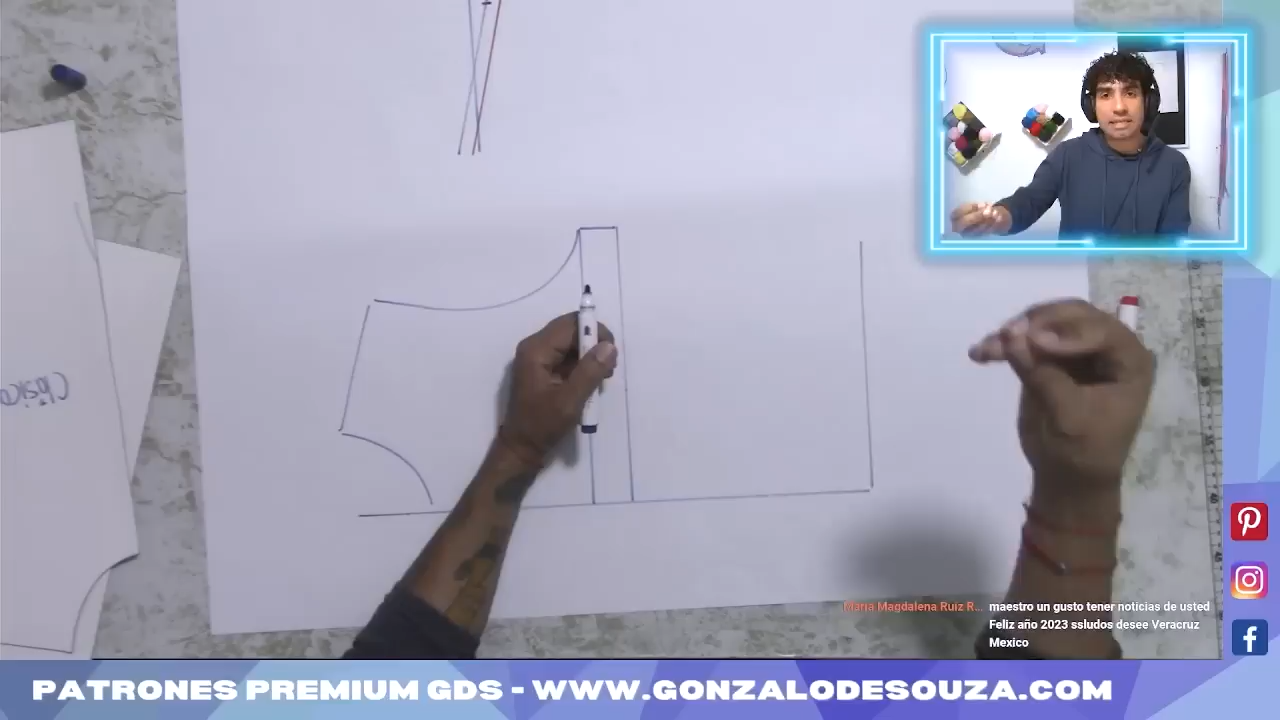 Clásico
Maria Magdalena Ruiz R... maestro un gusto tener noticias de usted
Feliz año 2023 ssludos desee Veracruz
Mexico
PATRONES PREMIUM GDS - WWW.GONZALODESOUZA.COM